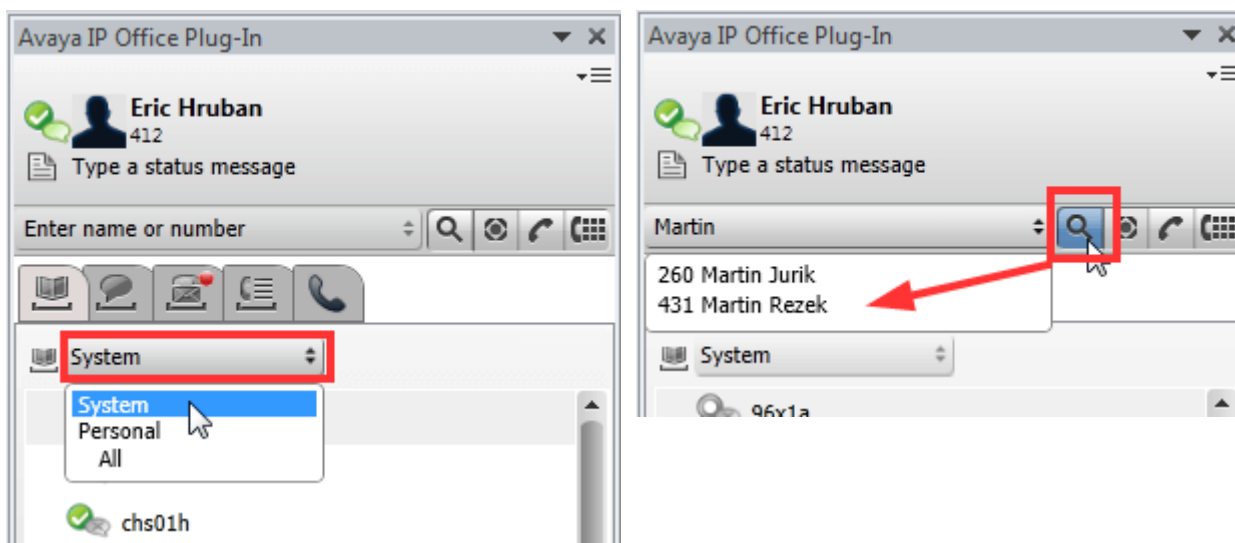 Avaya IP Office Plug-In
Eric Hruban
412
Type a status message
Enter name or number
System
System
Personal
All
chs01h
Avaya IP Office Plug-In
Eric Hruban
412
Type a status message
Martin
260 Martin Jurik
431 Martin Rezek
System
96x1a